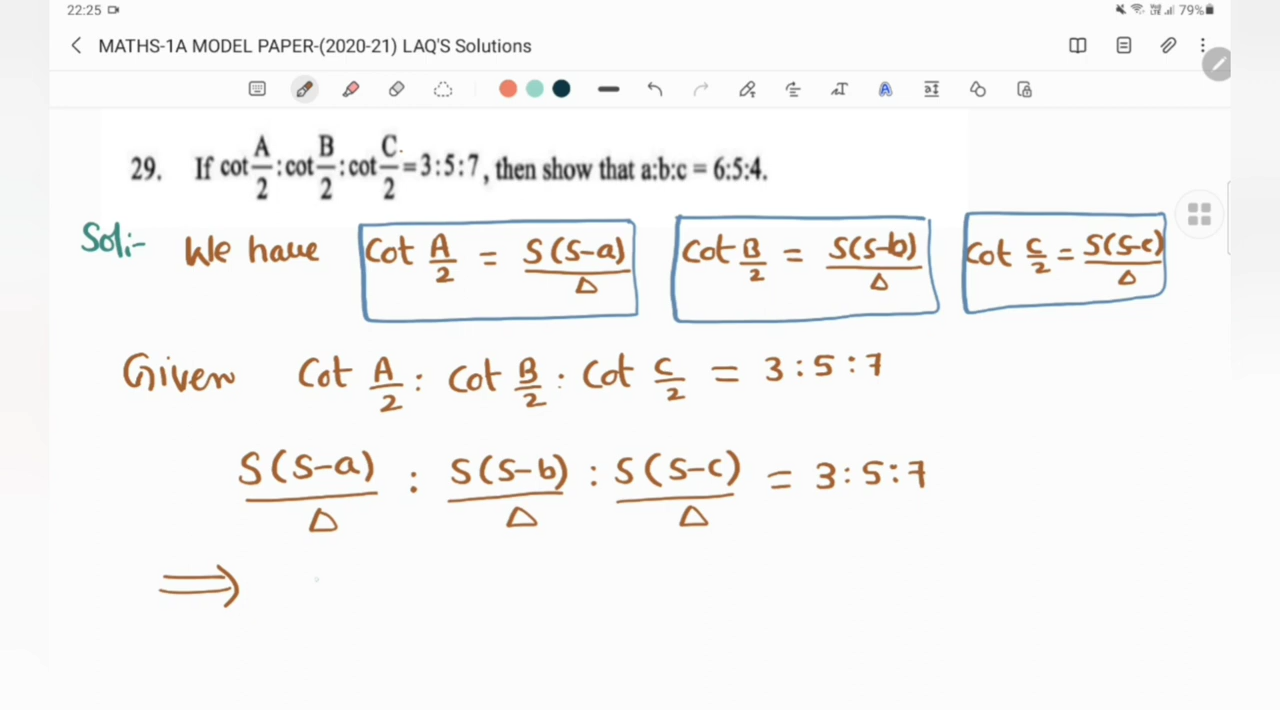 22:25 79%
MATHS-1A MODEL PAPER-(2020-21) LAQ'S Solutions
29. If cot A/2 : cot B/2 : cot C/2 = 3:5:7, then show that a:b:c = 6:5:4.
Sol:- We have Cot A/2 = S(S-a)/Δ Cot B/2 = S(S-b)/Δ Cot C/2 = S(S-c)/Δ
Given Cot A/2 : Cot B/2 : Cot C/2 = 3:5:7
S(S-a)/Δ : S(S-b)/Δ : S(S-c)/Δ = 3:5:7
⟹